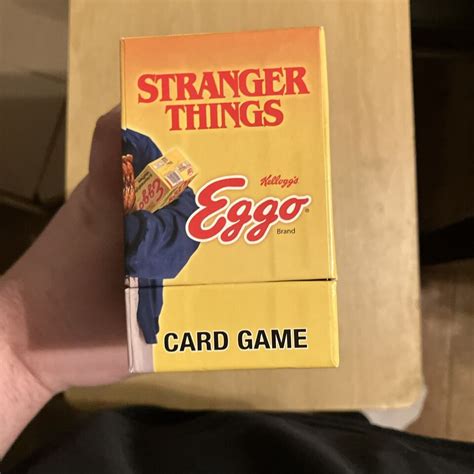 STRANGER
THINGS
Kellogg's
Eggo®
Brand
CARD GAME